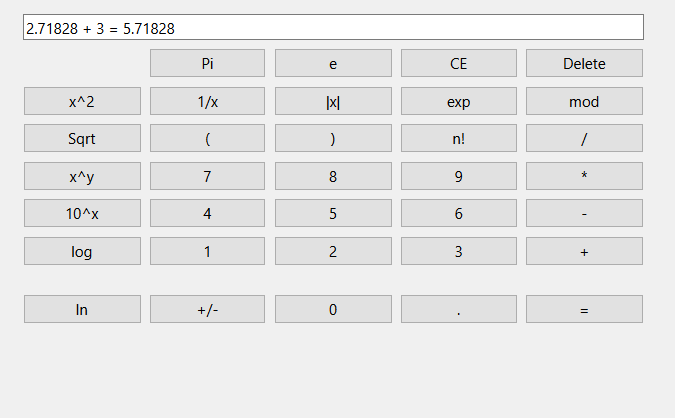 2.71828 + 3 = 5.71828
Pi e CE Delete
x^2 1/x |x| exp mod
Sqrt ( ) n! /
x^y 7 8 9 *
10^x 4 5 6 -
log 1 2 3 +
ln +/- 0 . =